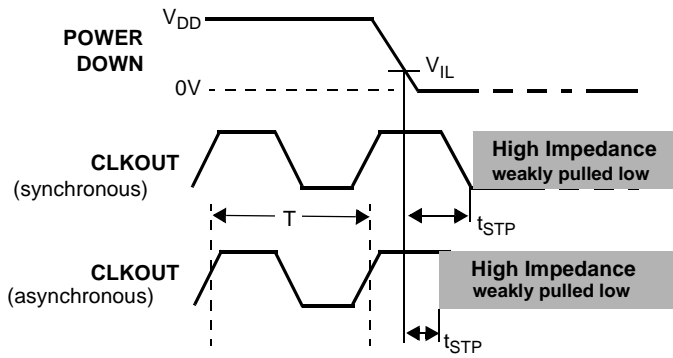 V_DD
POWER
DOWN
V_IL
0V
CLKOUT
(synchronous)
High Impedance
weakly pulled low
T
t_STP
CLKOUT
(asynchronous)
High Impedance
weakly pulled low
t_STP